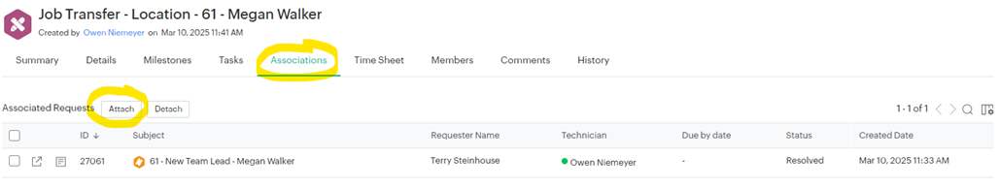 Job Transfer - Location - 61 - Megan Walker
Created by Owen Niemeyer on Mar 10, 2025 11:41 AM
Summary Details Milestones Tasks Associations Time Sheet Members Comments History
Associated Requests Attach Detach 1 - 1 of 1
ID Subject Requester Name Technician Due by date Status Created Date
27061 61 - New Team Lead - Megan Walker Terry Steinhouse Owen Niemeyer - Resolved Mar 10, 2025 11:33 AM